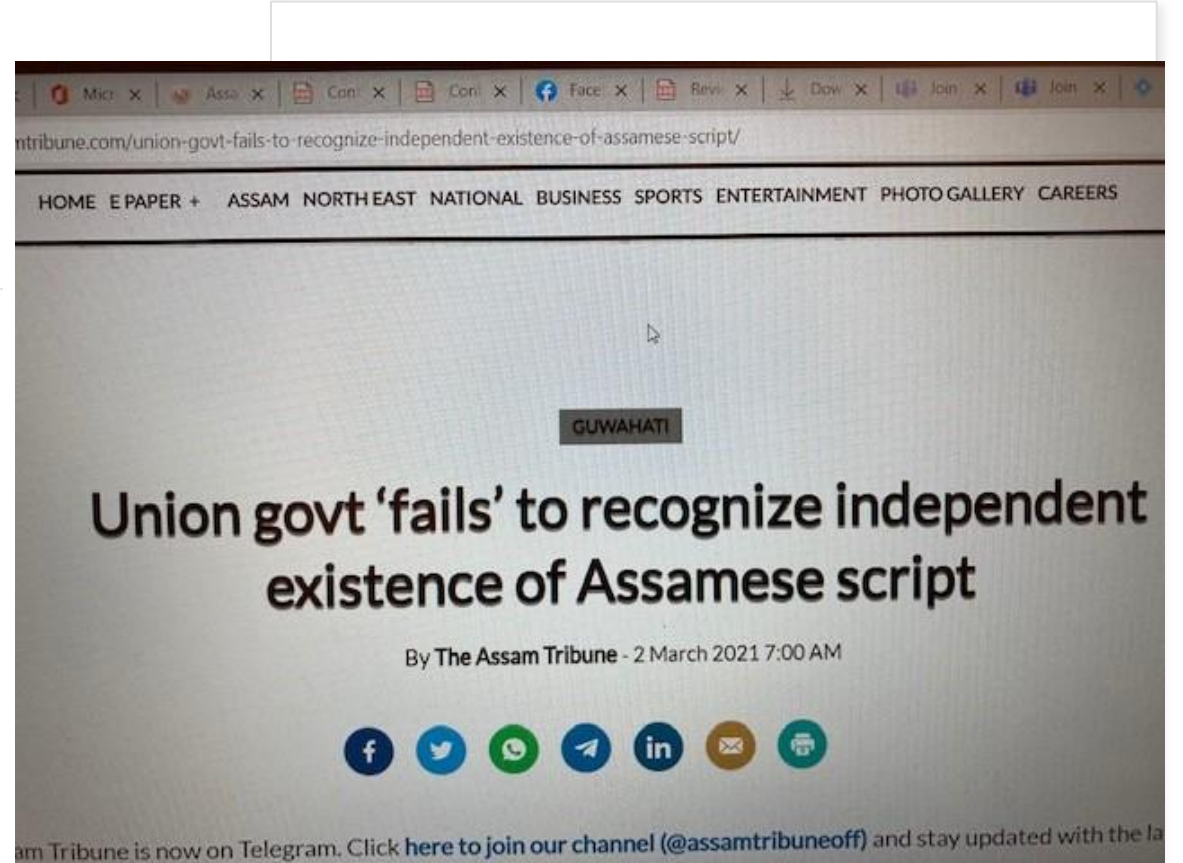 Micr Assa Con Con Face Revi Dow Join Join
mtribune.com/union-govt-fails-to-recognize-independent-existence-of-assamese-script/
HOME E PAPER + ASSAM NORTH EAST NATIONAL BUSINESS SPORTS ENTERTAINMENT PHOTO GALLERY CAREERS
GUWAHATI
Union govt ‘fails’ to recognize independent
existence of Assamese script
By The Assam Tribune - 2 March 2021 7:00 AM
am Tribune is now on Telegram. Click here to join our channel (@assamtribuneoff) and stay updated with the la